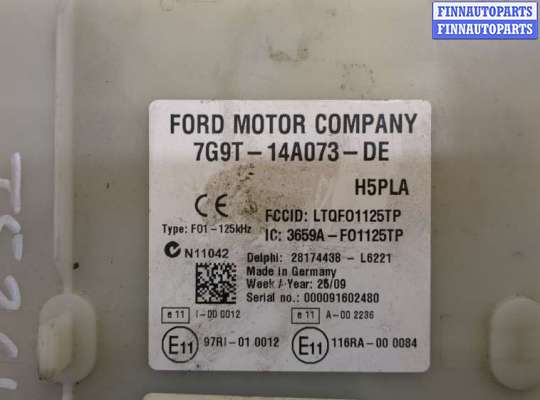 FINNAUTOPARTS
FINNAUTOPARTS
FORD MOTOR COMPANY
7G9T-14A073-DE
H5PLA
CE
FCCID: LTQFO1125TP
Type: FO1-125kHz
IC: 3659A-FO1125TP
N11042
Delphi: 28174438 - L6221
Made in Germany
Week / Year: 25/09
Serial no.: 000091602480
e 11 I-00 0012
e 11 A-00 2236
E11 97RI-01 0012
E11 116RA-00 0084